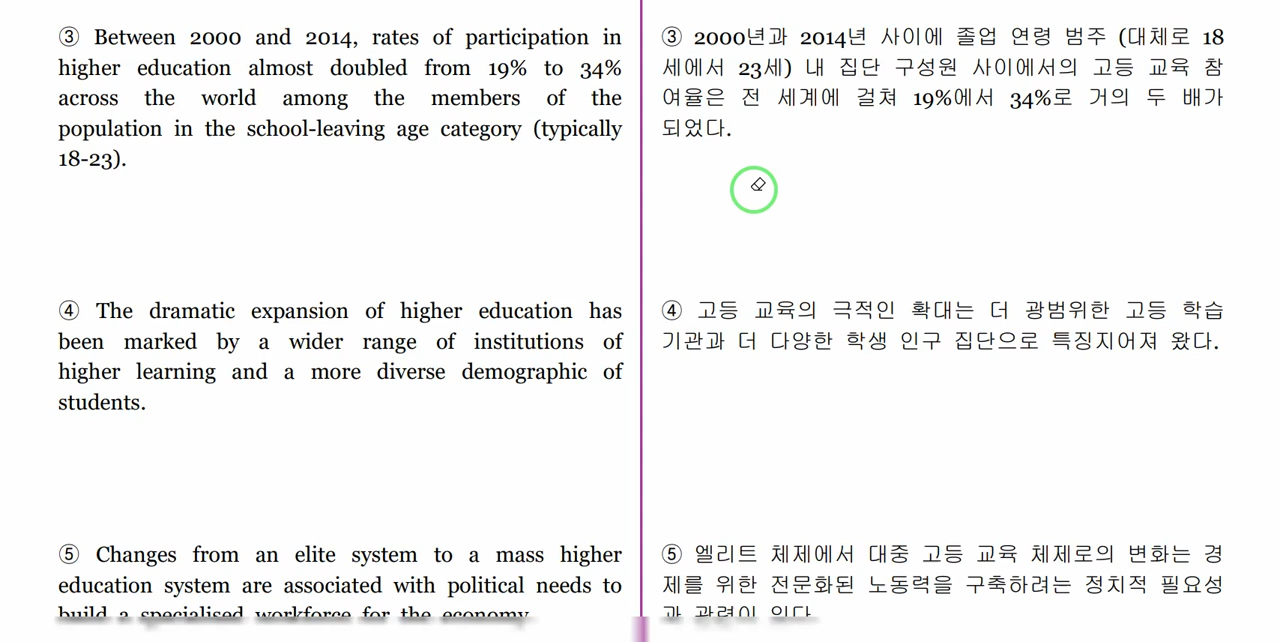 ③ Between 2000 and 2014, rates of participation in
higher education almost doubled from 19% to 34%
across the world among the members of the
population in the school-leaving age category (typically
18-23).
④ The dramatic expansion of higher education has
been marked by a wider range of institutions of
higher learning and a more diverse demographic of
students.
⑤ Changes from an elite system to a mass higher
education system are associated with political needs to
build a specialised workforce for the economy.
③ 2000년과 2014년 사이에 졸업 연령 범주 (대체로 18
세에서 23세) 내 집단 구성원 사이에서의 고등 교육 참
여율은 전 세계에 걸쳐 19%에서 34%로 거의 두 배가
되었다.
④ 고등 교육의 극적인 확대는 더 광범위한 고등 학습
기관과 더 다양한 학생 인구 집단으로 특징지어져 왔다.
⑤ 엘리트 체제에서 대중 고등 교육 체제로의 변화는 경
제를 위한 전문화된 노동력을 구축하려는 정치적 필요성
과 관련이 있다.